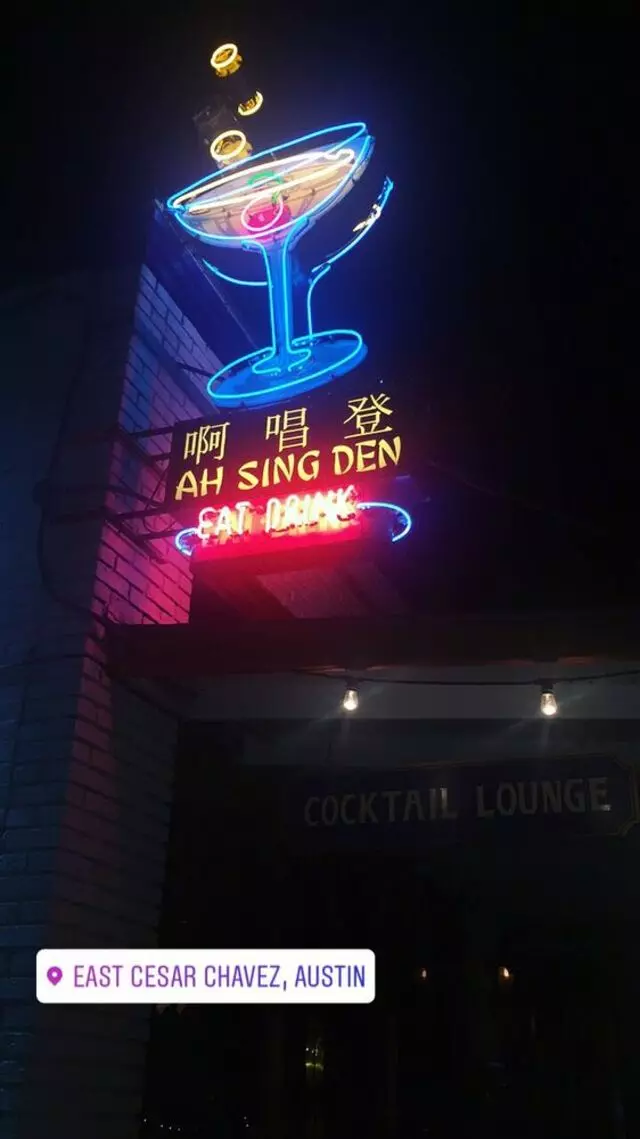 啊 唱 登
AH SING DEN
EAT DRINK
COCKTAIL LOUNGE
EAST CESAR CHAVEZ, AUSTIN